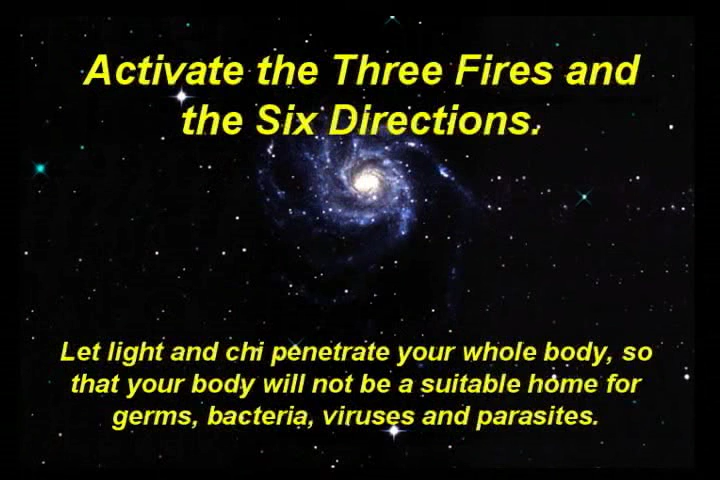 Activate the Three Fires and
the Six Directions.
Let light and chi penetrate your whole body, so
that your body will not be a suitable home for
germs, bacteria, viruses and parasites.